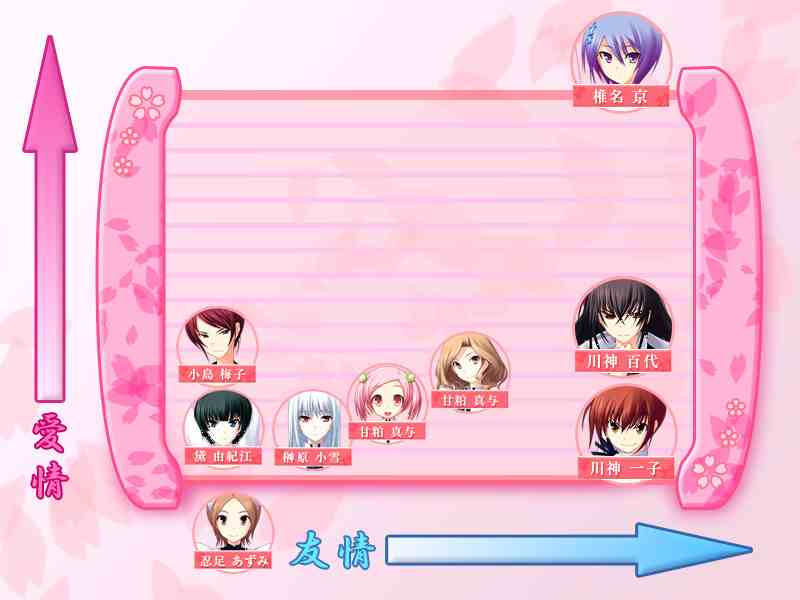 椎名 京
川神 百代
小島 梅子
甘粕 真与
甘粕 真与
黛 由紀江
榊原 小雪
川神 一子
愛情
忍足 あずみ
友情